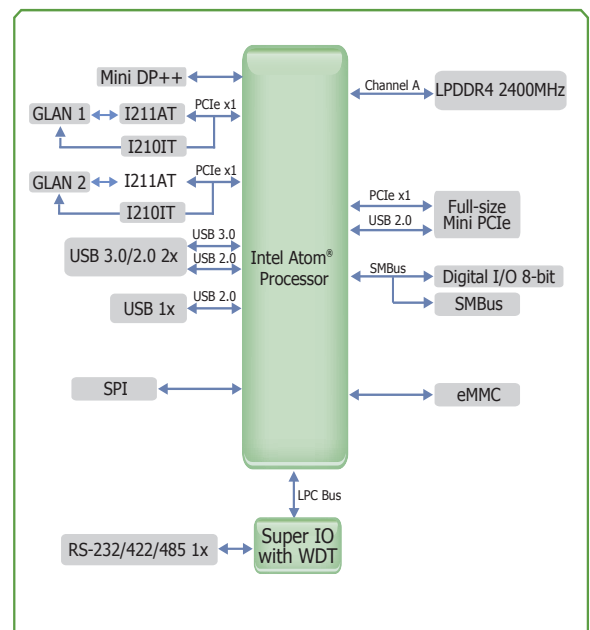 Mini DP++
Channel A
LPDDR4 2400MHz
GLAN 1
I211AT
PCIe x1
I210IT
GLAN 2
I211AT
PCIe x1
I210IT
PCIe x1
USB 2.0
Full-size
Mini PCIe
USB 3.0/2.0 2x
USB 3.0
USB 2.0
Intel Atom®
Processor
SMBus
Digital I/O 8-bit
SMBus
USB 1x
USB 2.0
SPI
eMMC
LPC Bus
Super IO
with WDT
RS-232/422/485 1x